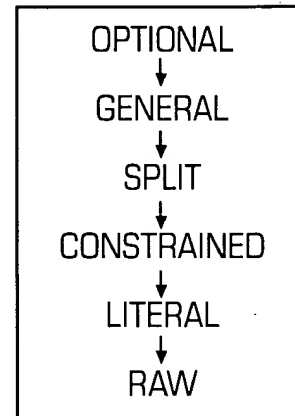 OPTIONAL
GENERAL
SPLIT
CONSTRAINED
LITERAL
RAW